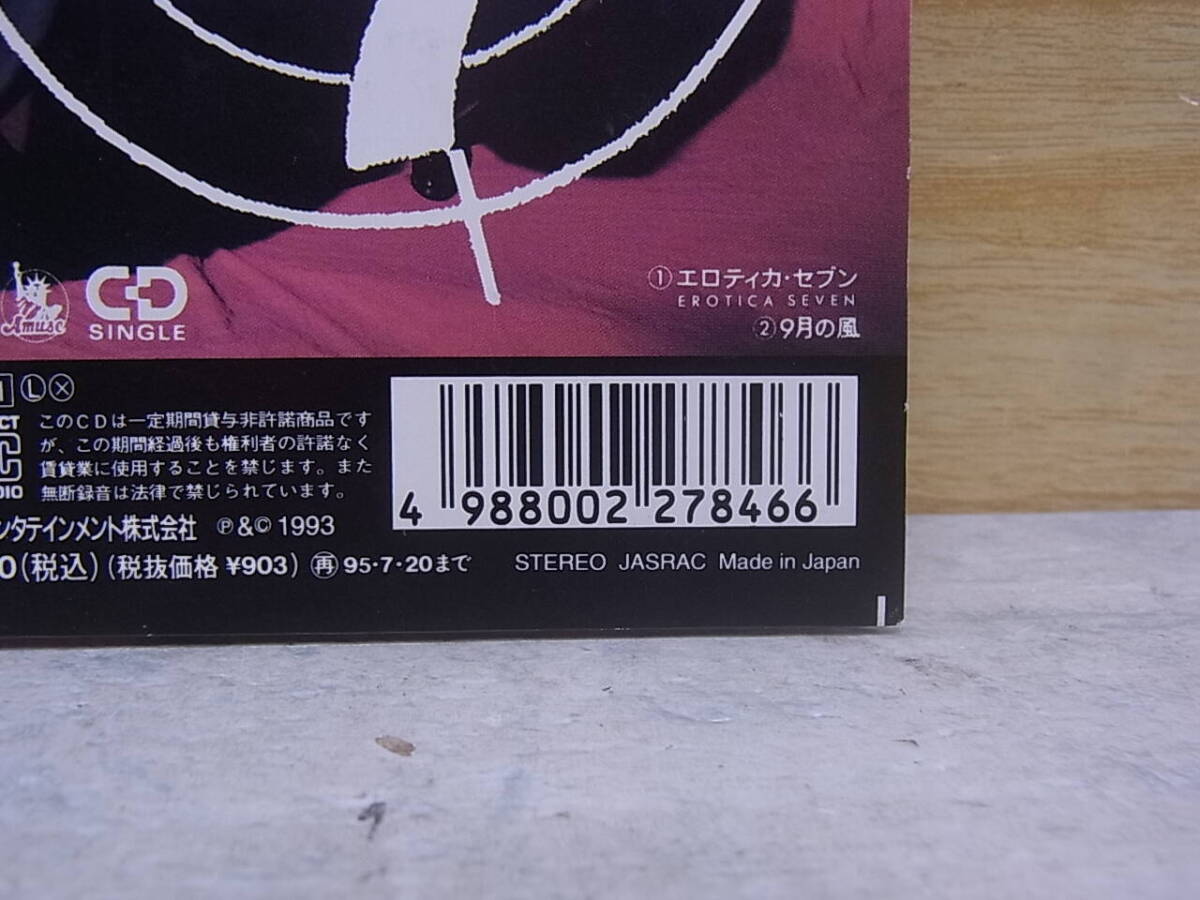 ① エロティカ・セブン
EROTICA SEVEN
② 9月の風
Amuse
CD
SINGLE
Ⓛ ⓧ
このCDは一定期間貸与非許諾商品です
が、この期間経過後も権利者の許諾なく
賃貸業に使用することを禁じます。また
無断録音は法律で禁じられています。
ンタテインメント株式会社 ℗&© 1993
0(税込) (税抜価格 ¥903) ㊢ 95・7・20まで
4 988002 278466
STEREO JASRAC Made in Japan